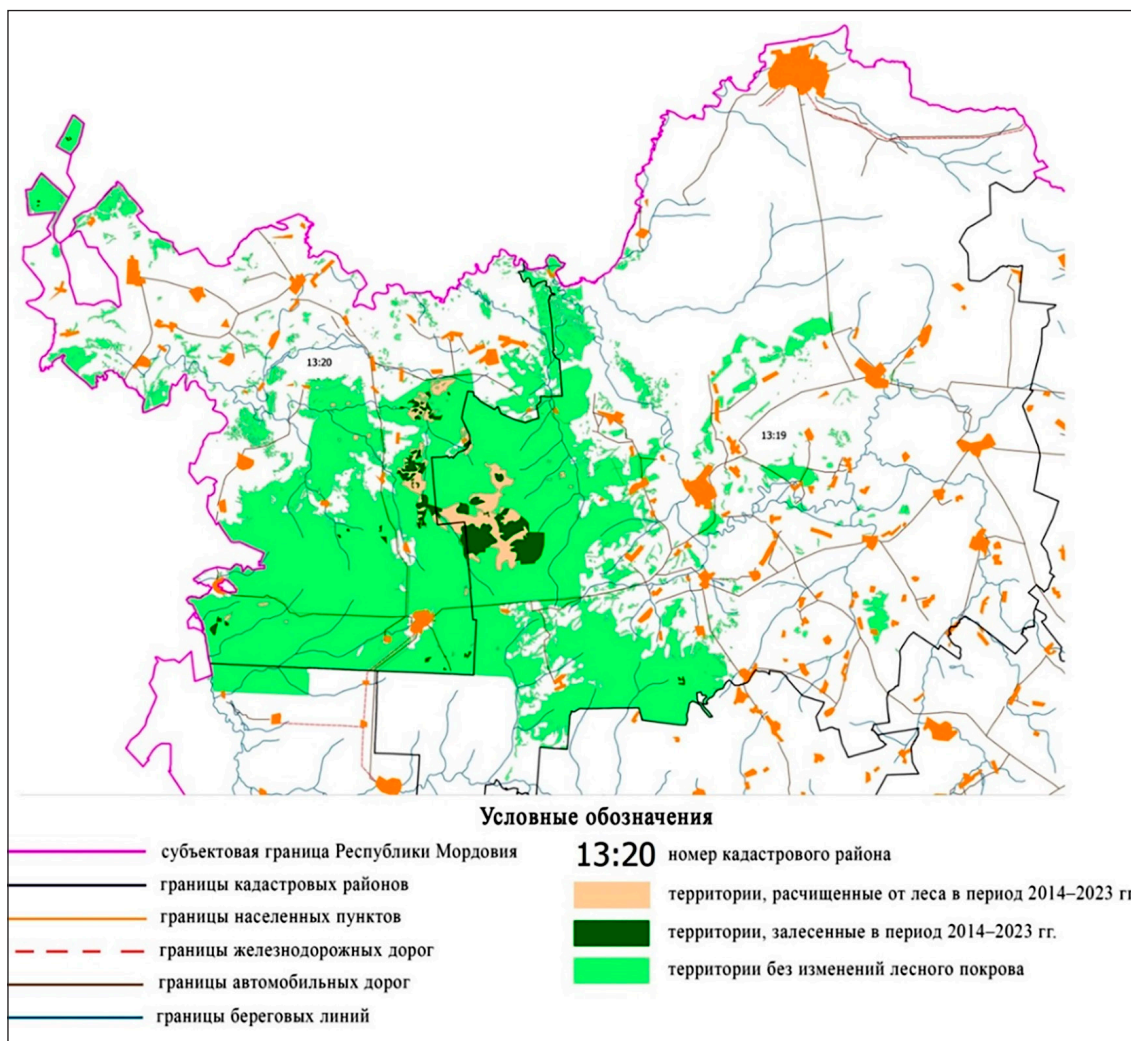 13:20
13:19
Условные обозначения
субъектовая граница Республики Мордовия
границы кадастровых районов
границы населенных пунктов
границы железнодорожных дорог
границы автомобильных дорог
границы береговых линий
13:20 номер кадастрового района
территории, расчищенные от леса в период 2014–2023 гг
территории, залесенные в период 2014–2023 гг.
территории без изменений лесного покрова